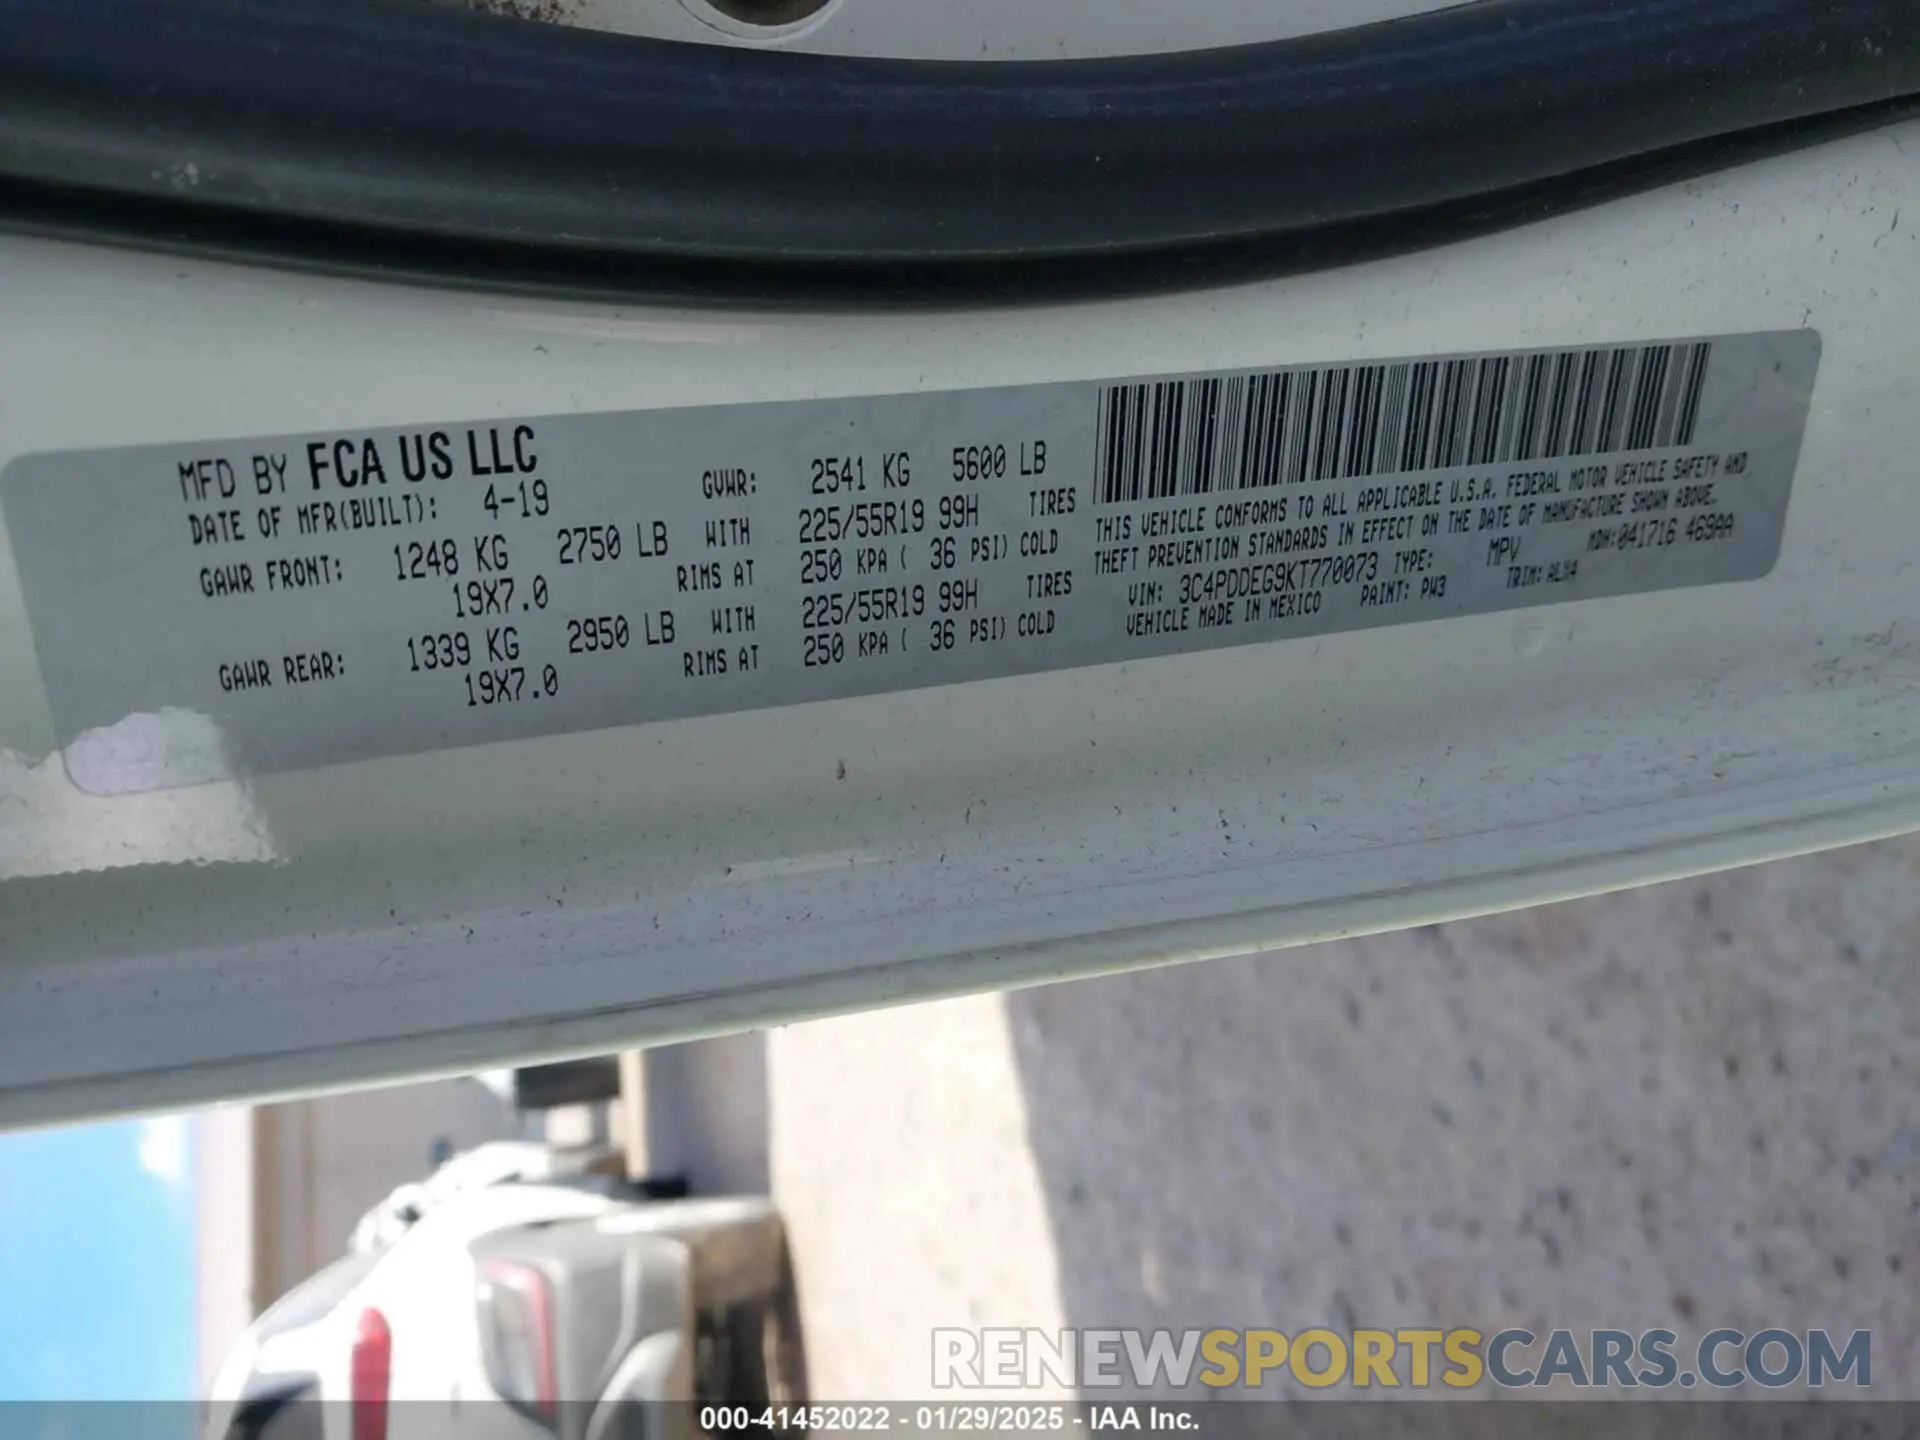 MFD BY FCA US LLC
DATE OF MFR(BUILT): 4-19
GVWR: 2541 KG 5600 LB
GAWR FRONT: 1248 KG 2750 LB WITH 225/55R19 99H TIRES
19X7.0 RIMS AT 250 KPA ( 36 PSI) COLD
GAWR REAR: 1339 KG 2950 LB WITH 225/55R19 99H TIRES
19X7.0 RIMS AT 250 KPA ( 36 PSI) COLD
THIS VEHICLE CONFORMS TO ALL APPLICABLE U.S.A. FEDERAL MOTOR VEHICLE SAFETY AND
THEFT PREVENTION STANDARDS IN EFFECT ON THE DATE OF MANUFACTURE SHOWN ABOVE.
VIN: 3C4PDDEG9KT770073 TYPE: MPV MDH:041716 469AA
VEHICLE MADE IN MEXICO PAINT: PW3 TRIM:
RENEWSPORTSCARS.COM
000-41452022 - 01/29/2025 - IAA Inc.